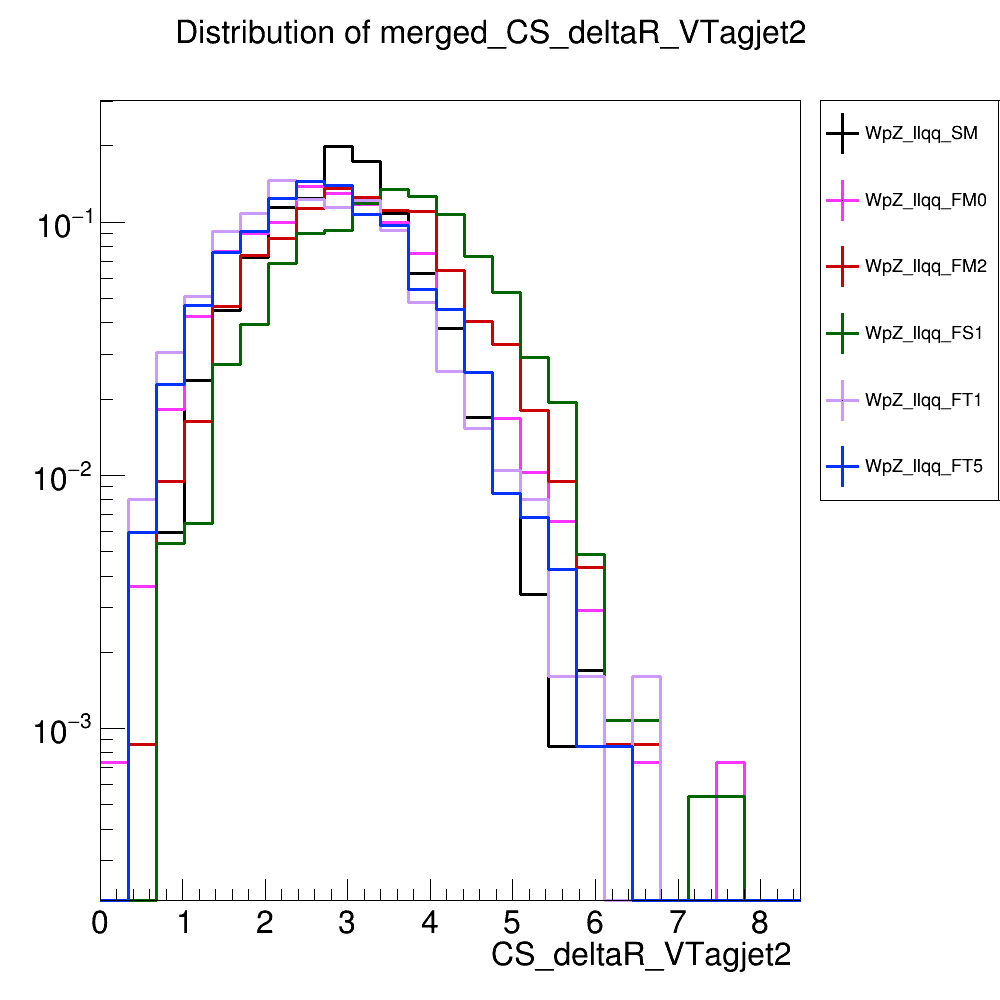 Distribution of merged_CS_deltaR_VTagjet2
WpZ_llqq_SM
WpZ_llqq_FM0
WpZ_llqq_FM2
WpZ_llqq_FS1
WpZ_llqq_FT1
WpZ_llqq_FT5
10−1
10−2
10−3
0 1 2 3 4 5 6 7 8
CS_deltaR_VTagjet2